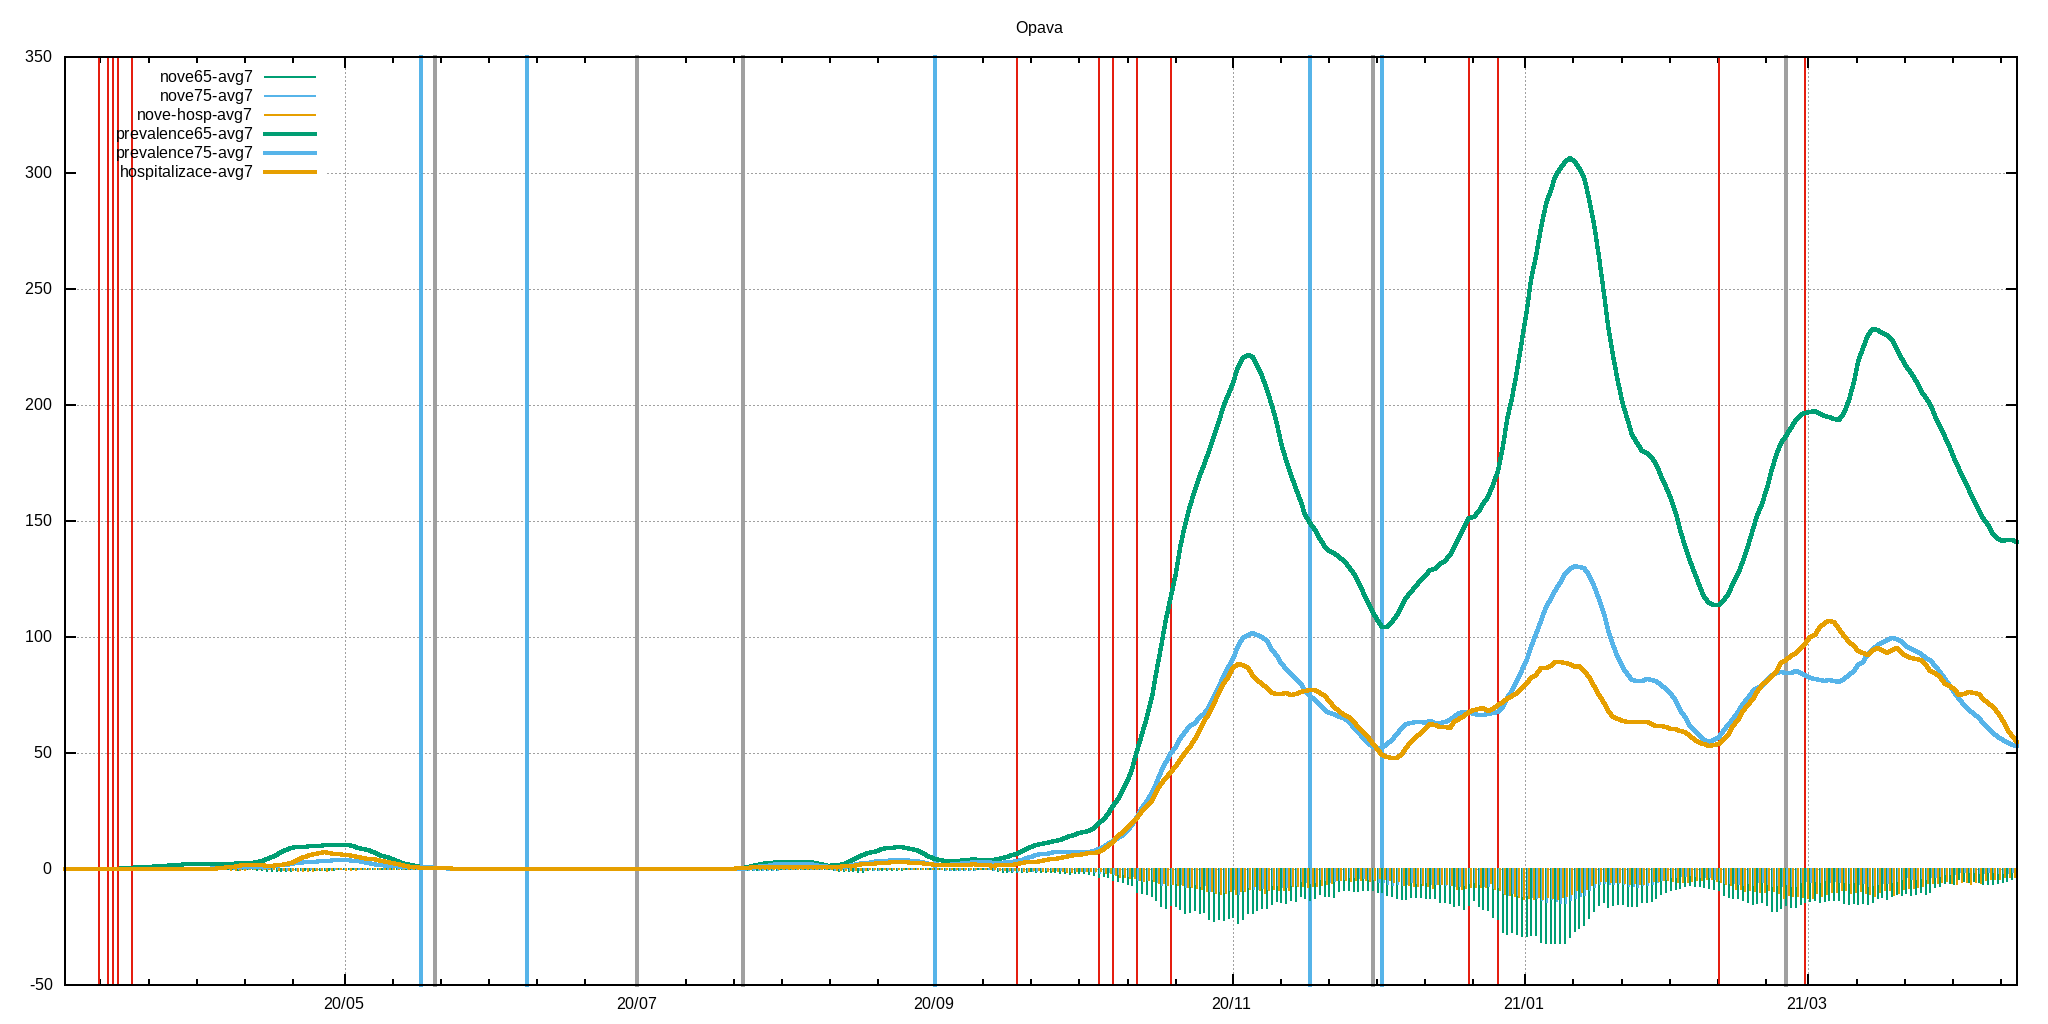 Opava
350
nove65-avg7
nove75-avg7
nove-hosp-avg7
prevalence65-avg7
prevalence75-avg7
hospitalizace-avg7
300
250
200
150
100
50
0
-50
20/05 20/07 20/09 20/11 21/01 21/03